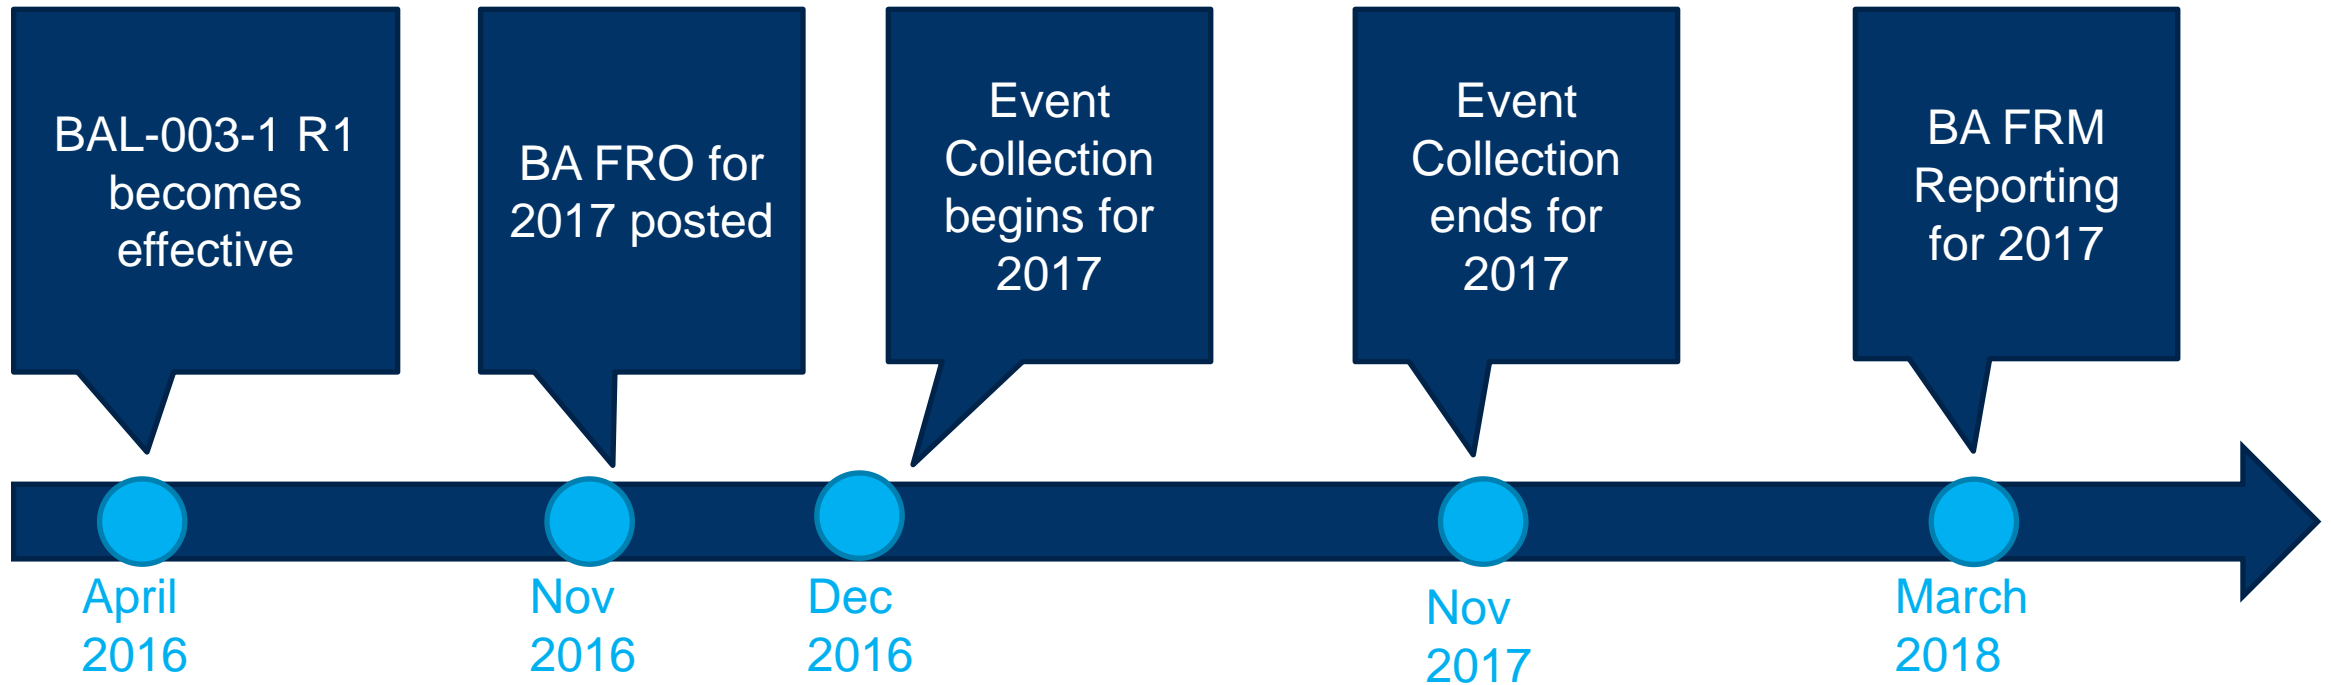 BAL-003-1 R1
becomes
effective
BA FRO for
2017 posted
Event
Collection
begins for
2017
Event
Collection
ends for
2017
BA FRM
Reporting
for 2017
April
2016
Nov
2016
Dec
2016
Nov
2017
March
2018